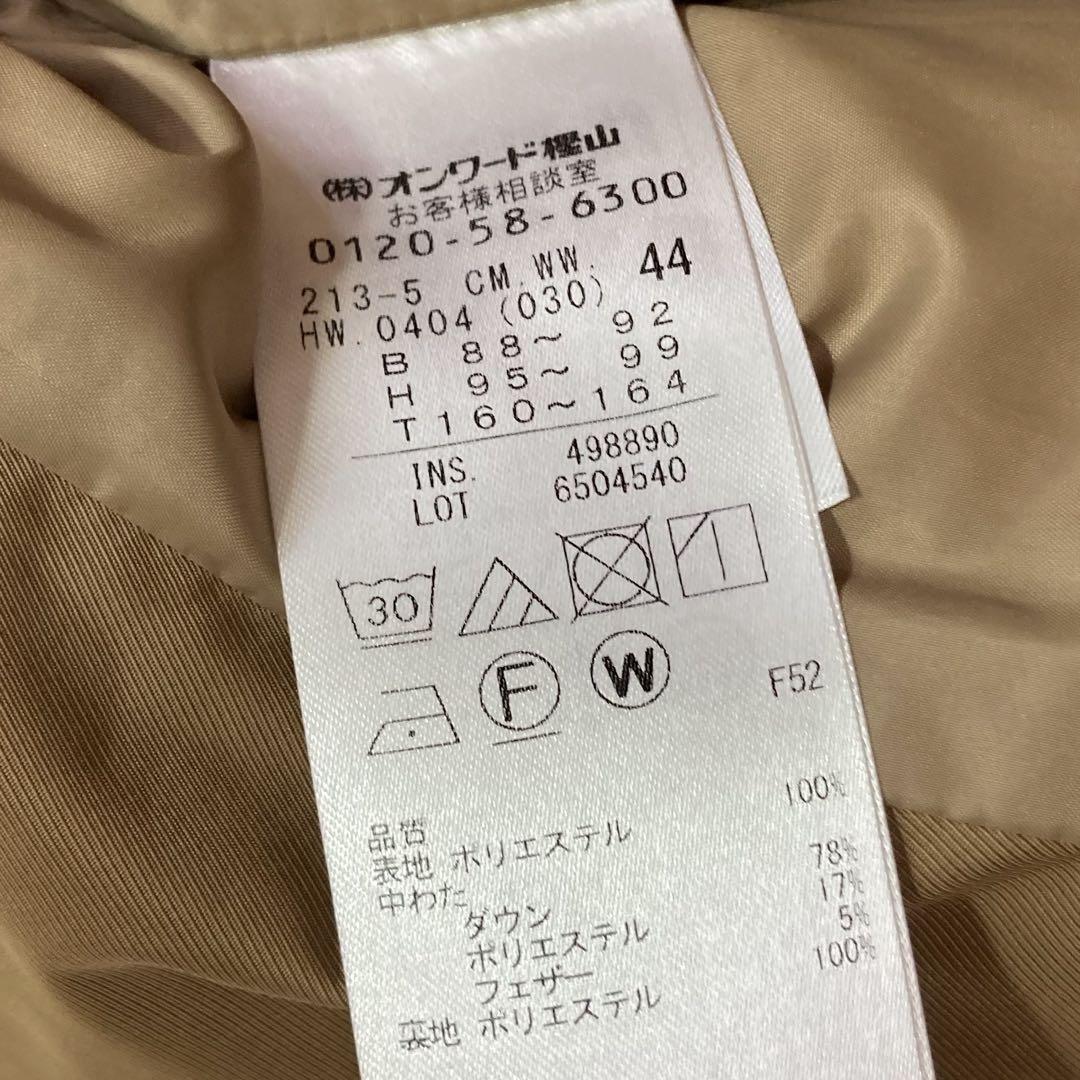 ㈱オンワード樫山
お客様相談室
0120-58-6300
213-5 CM.WW. 44
HW.0404 (030)
B 88～ 92
H 95～ 99
T160～164
INS. 498890
LOT 6504540
30
F W
F52
品質
表地 ポリエステル 100%
中わた
ダウン 78%
ポリエステル 17%
フェザー 5%
裏地 ポリエステル 100%